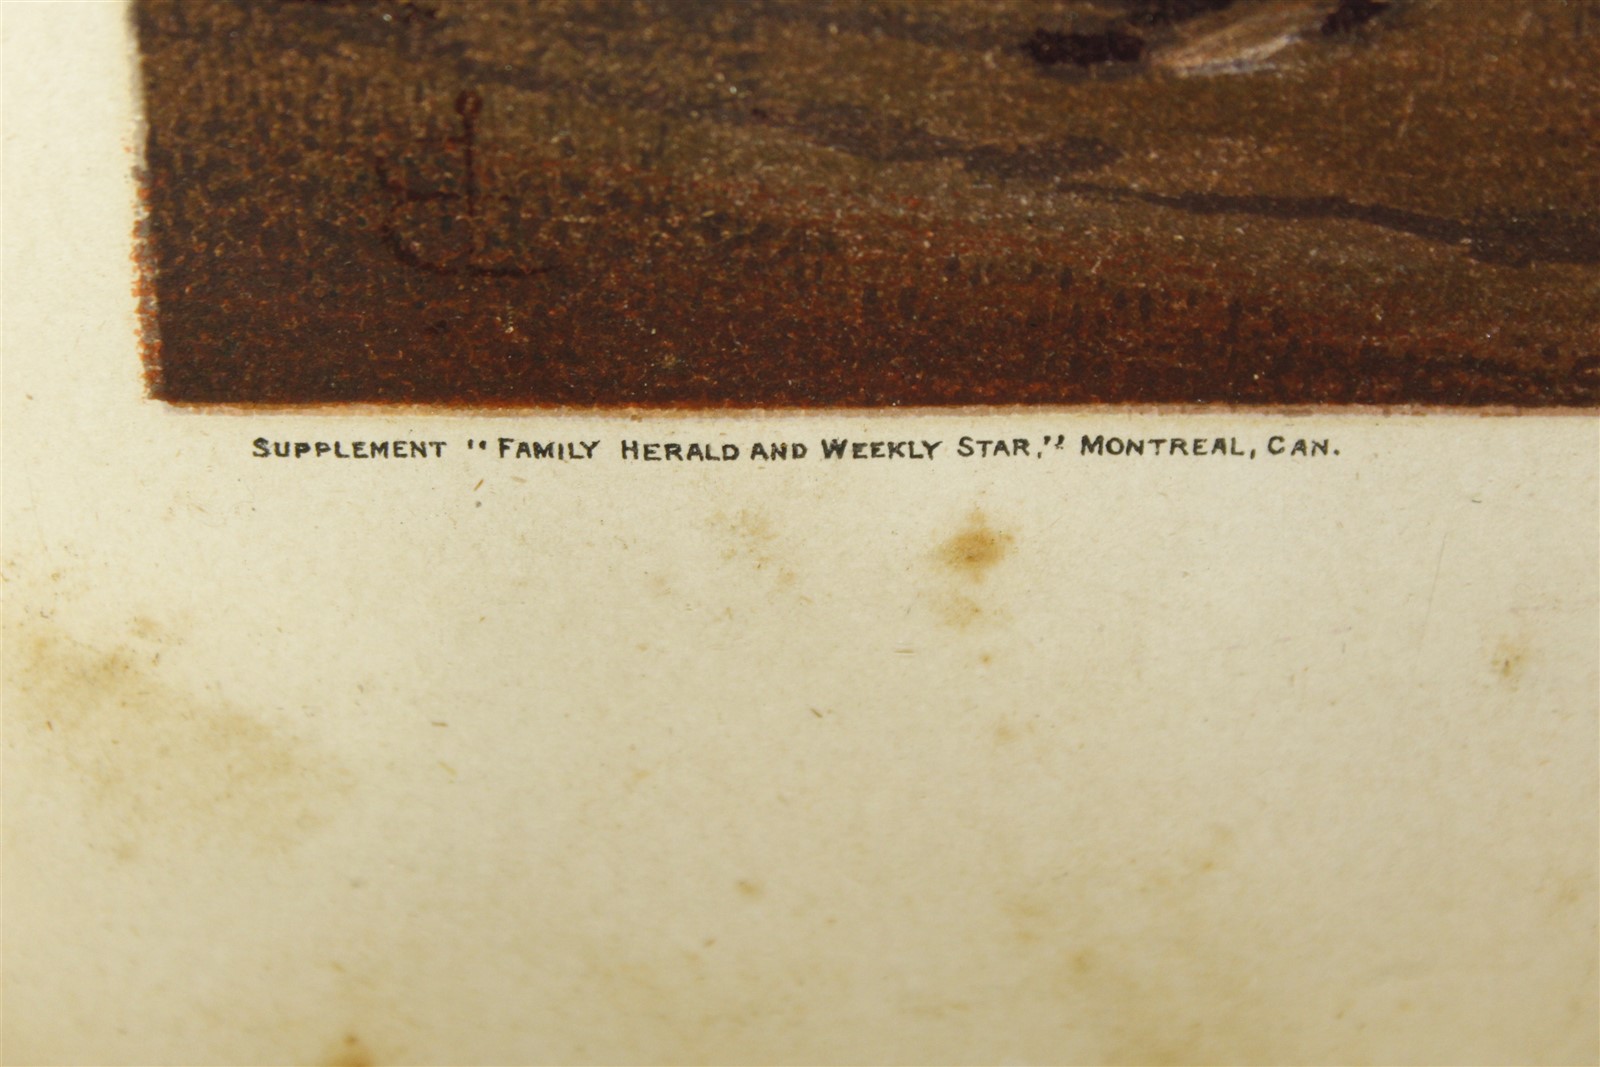 SUPPLEMENT "FAMILY HERALD AND WEEKLY STAR," MONTREAL, CAN.